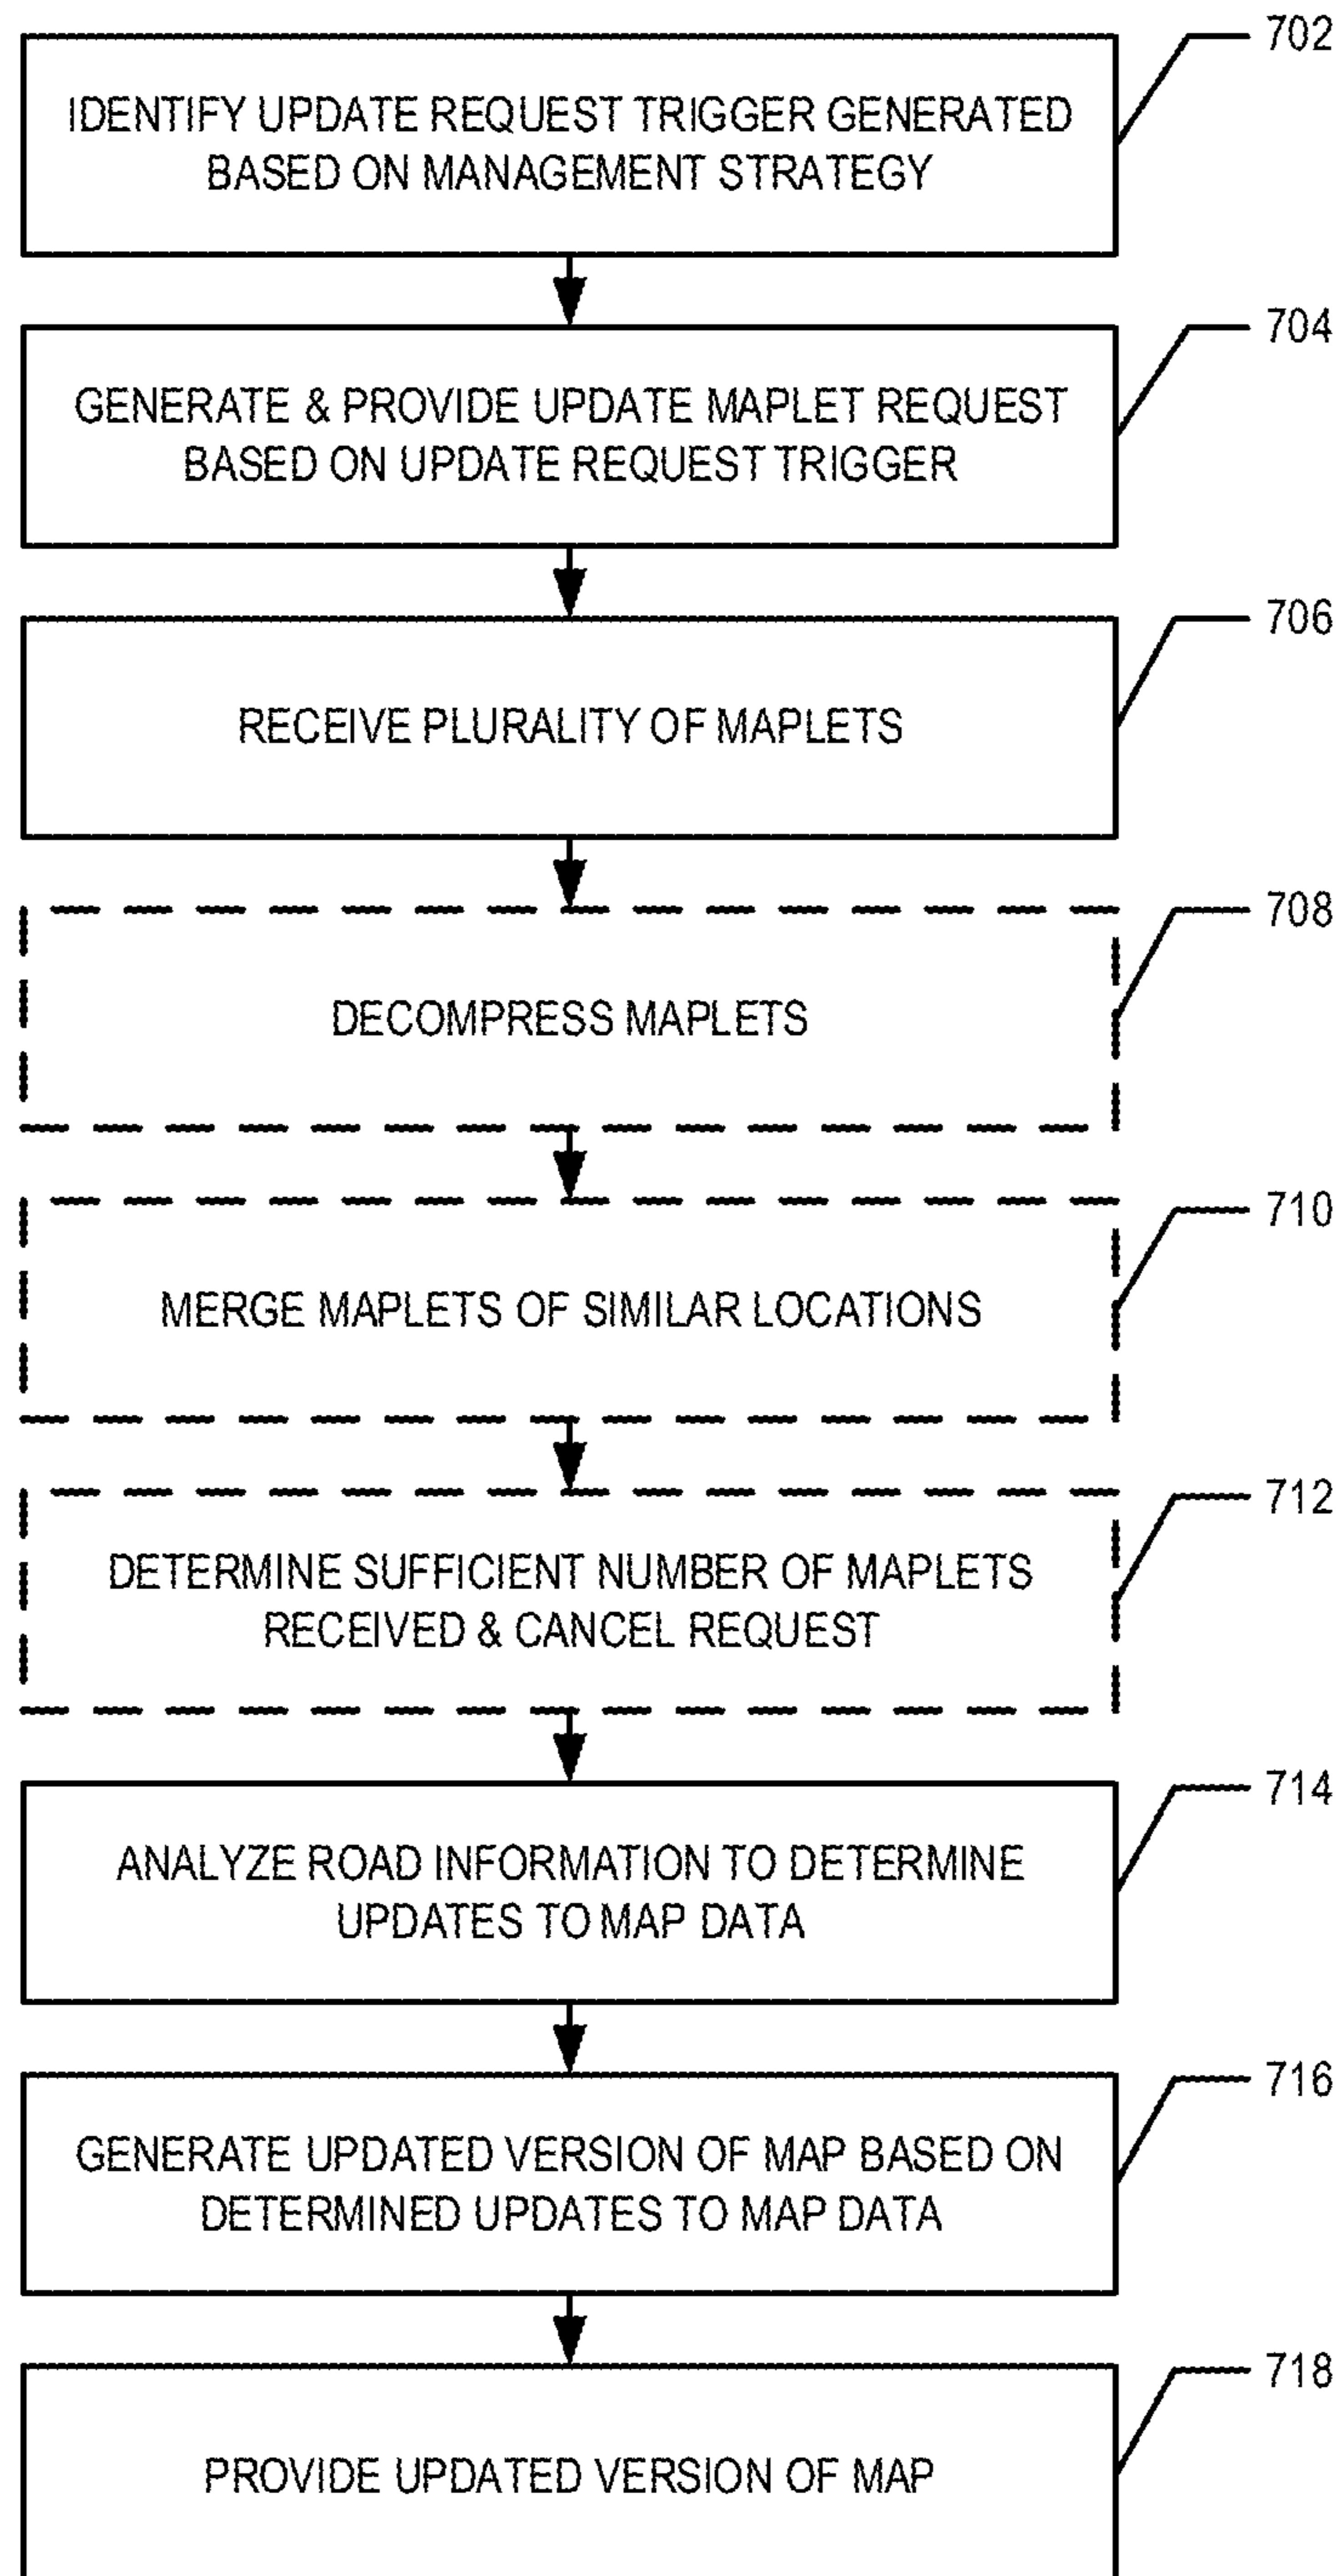 702
IDENTIFY UPDATE REQUEST TRIGGER GENERATED
BASED ON MANAGEMENT STRATEGY
704
GENERATE & PROVIDE UPDATE MAPLET REQUEST
BASED ON UPDATE REQUEST TRIGGER
706
RECEIVE PLURALITY OF MAPLETS
708
DECOMPRESS MAPLETS
710
MERGE MAPLETS OF SIMILAR LOCATIONS
712
DETERMINE SUFFICIENT NUMBER OF MAPLETS
RECEIVED & CANCEL REQUEST
714
ANALYZE ROAD INFORMATION TO DETERMINE
UPDATES TO MAP DATA
716
GENERATE UPDATED VERSION OF MAP BASED ON
DETERMINED UPDATES TO MAP DATA
718
PROVIDE UPDATED VERSION OF MAP